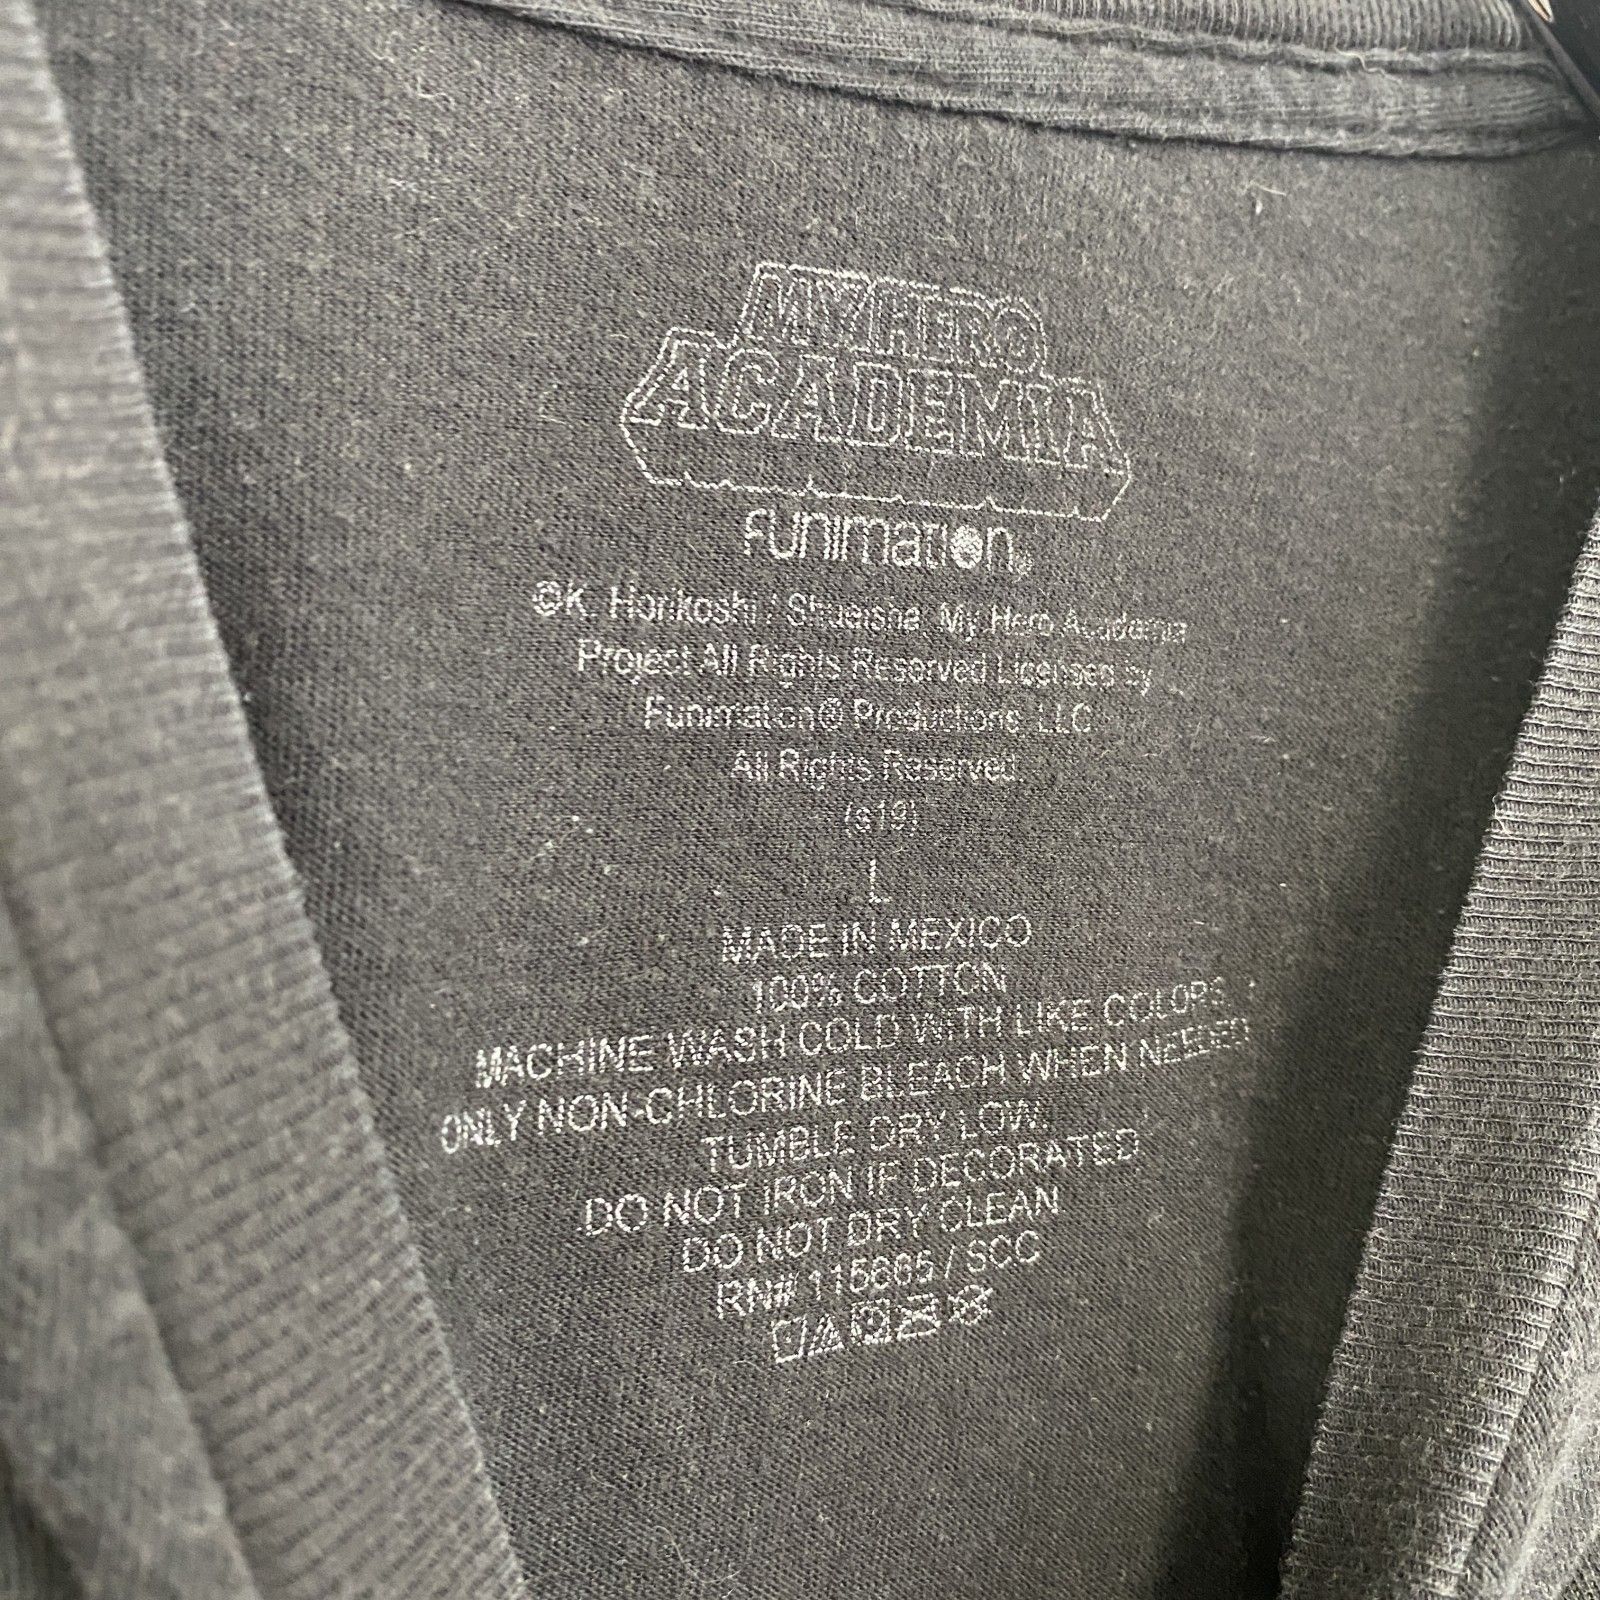 MY HERO
ACADEMIA
Funimation
©K. Horikoshi / Shueisha, My Hero Academia
Project All Rights Reserved Licensed by
Funimation® Productions, LLC
All Rights Reserved.
(s19)
L
MADE IN MEXICO
100% COTTON
MACHINE WASH COLD WITH LIKE COLORS
ONLY NON-CHLORINE BLEACH WHEN NEEDED
TUMBLE DRY LOW.
DO NOT IRON IF DECORATED
DO NOT DRY CLEAN
RN# 115665 / SCC